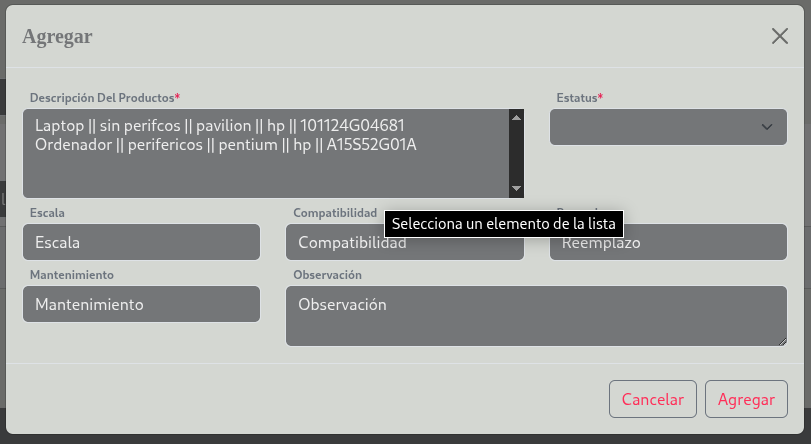 Agregar
Descripción Del Productos*
Estatus*
Laptop || sin perifcos || pavilion || hp || 101124G04681
Ordenador || perifericos || pentium || hp || A15S52G01A
Escala
Compatibilidad
Selecciona un elemento de la lista
Escala
Compatibilidad
Reemplazo
Mantenimiento
Observación
Mantenimiento
Observación
Cancelar
Agregar